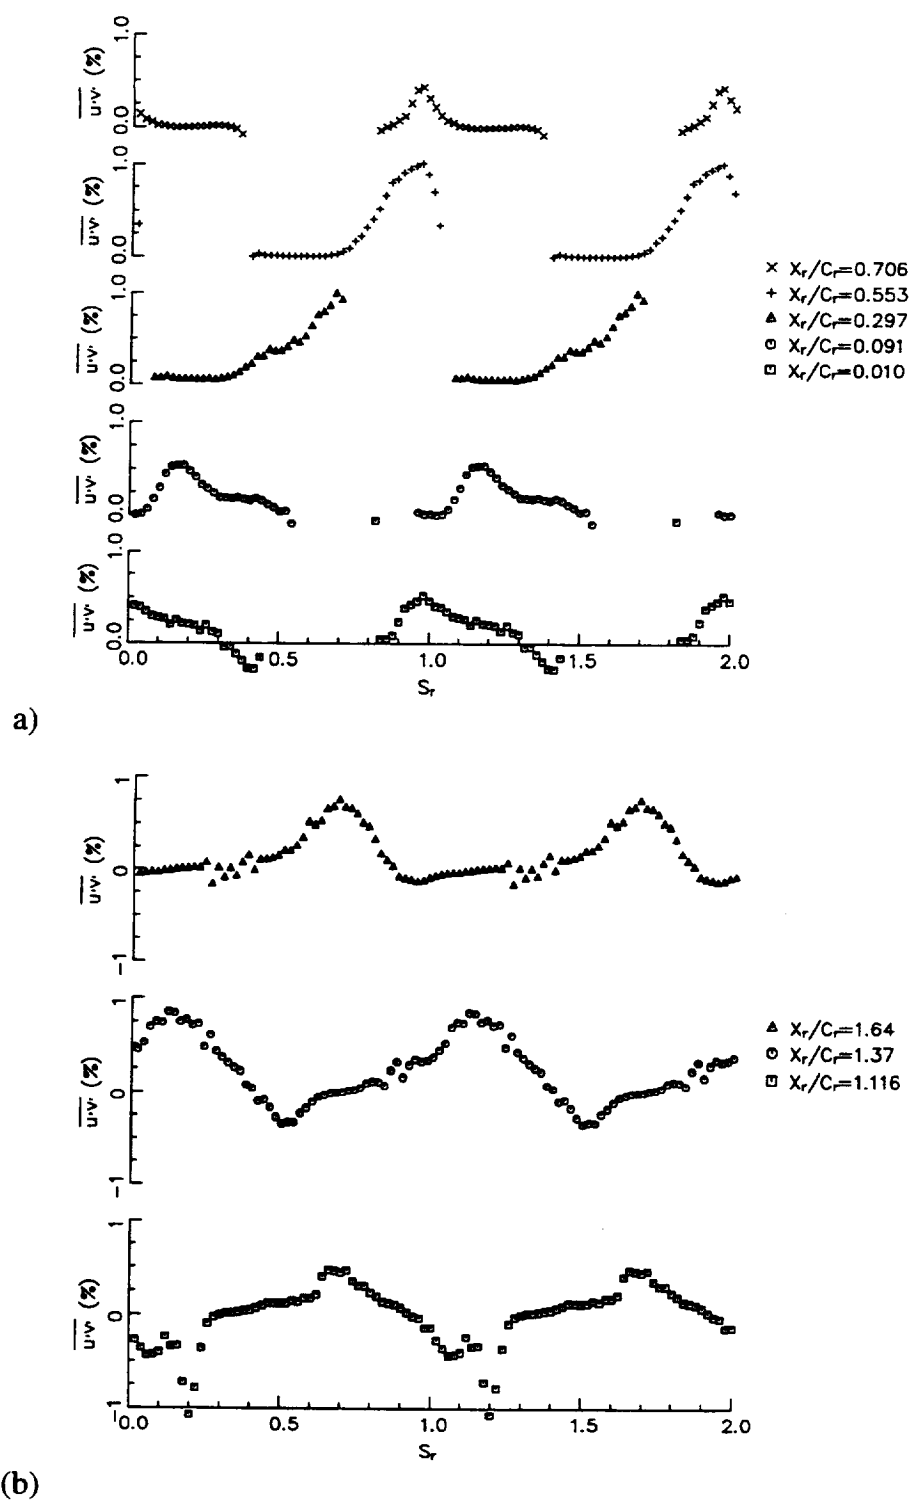 1.0
0.0
u'v' (%)
1.0
0.0
u'v' (%)
1.0
0.0
u'v' (%)
1.0
0.0
u'v' (%)
1.0
0.0
u'v' (%)
0.0 0.5 1.0 1.5 2.0
Sr
Xr/Cr=0.706
Xr/Cr=0.553
Xr/Cr=0.297
Xr/Cr=0.091
Xr/Cr=0.010
a)
1
0
-1
u'v' (%)
1
0
-1
u'v' (%)
1
0
-1
u'v' (%)
0.0 0.5 1.0 1.5 2.0
Sr
Xr/Cr=1.64
Xr/Cr=1.37
Xr/Cr=1.116
(b)